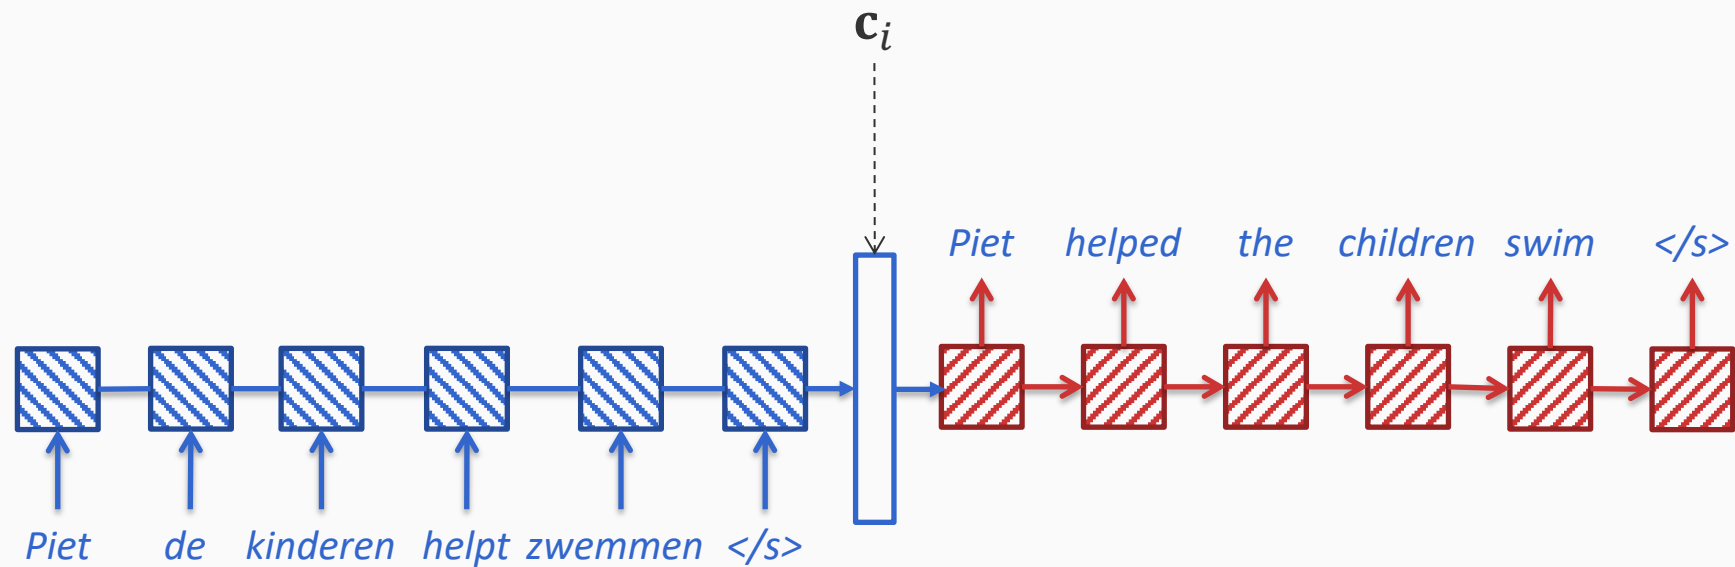 c_i
Piet helped the children swim </s>
Piet de kinderen helpt zwemmen </s>